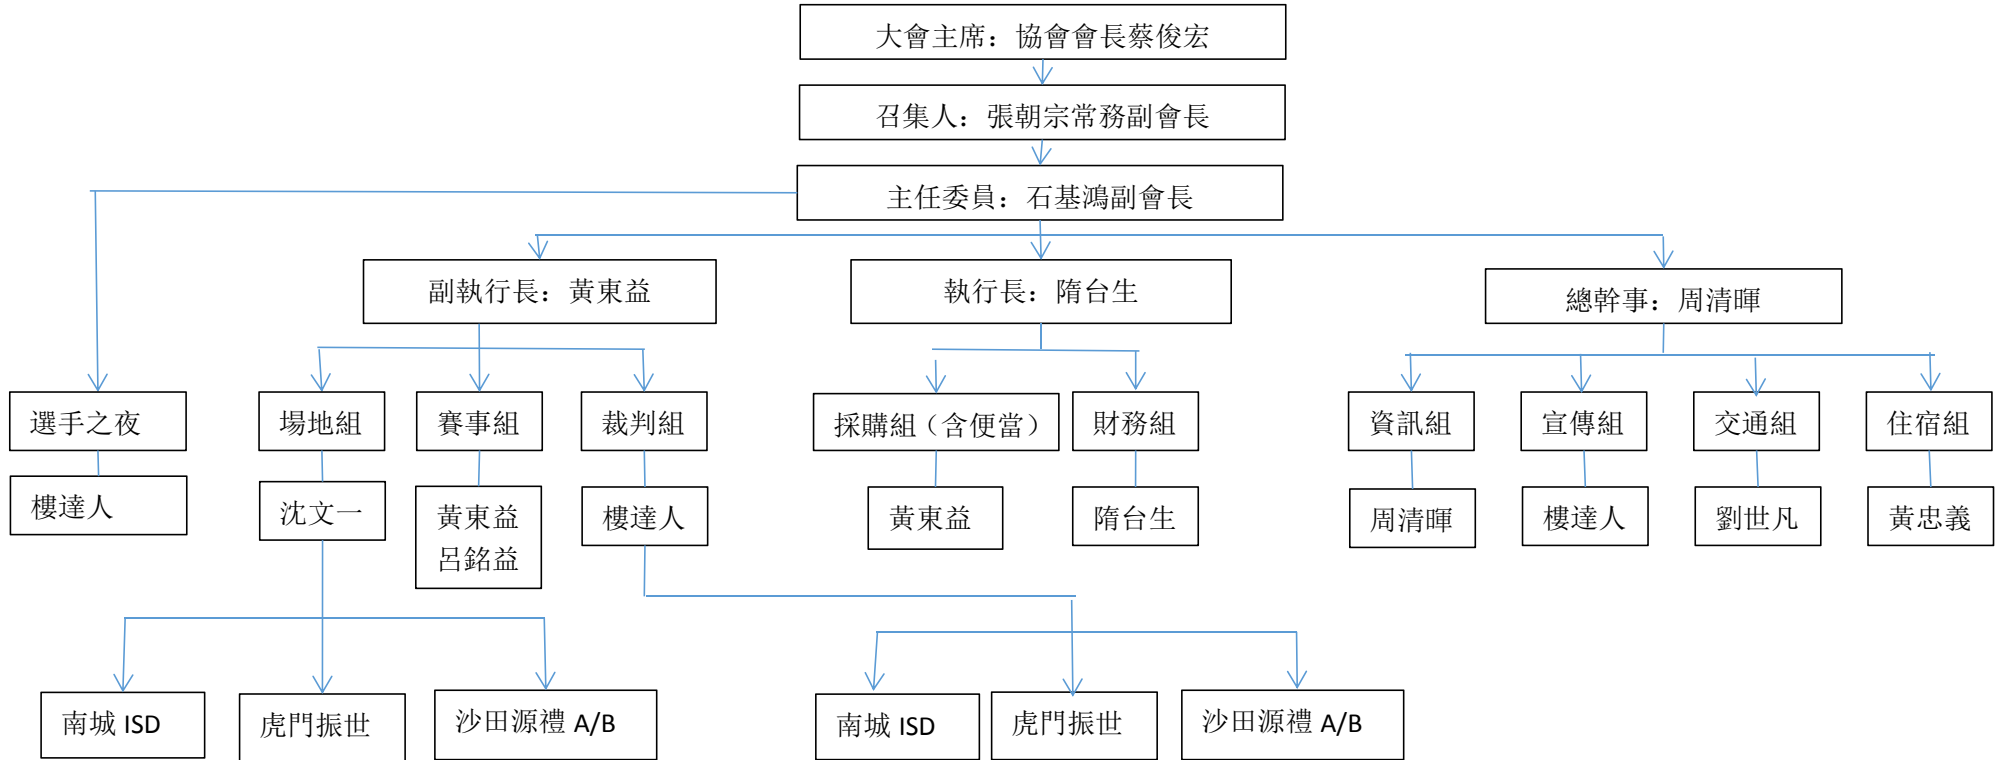 大會主席：協會會長蔡俊宏
召集人：張朝宗常務副會長
主任委員：石基鴻副會長
副執行長：黃東益
執行長：隋台生
總幹事：周清暉
選手之夜
場地組
賽事組
裁判組
採購組（含便當）
財務組
資訊組
宣傳組
交通組
住宿組
樓達人
沈文一
黃東益
呂銘益
樓達人
黃東益
隋台生
周清暉
樓達人
劉世凡
黃忠義
南城 ISD
虎門振世
沙田源禮 A/B
南城 ISD
虎門振世
沙田源禮 A/B